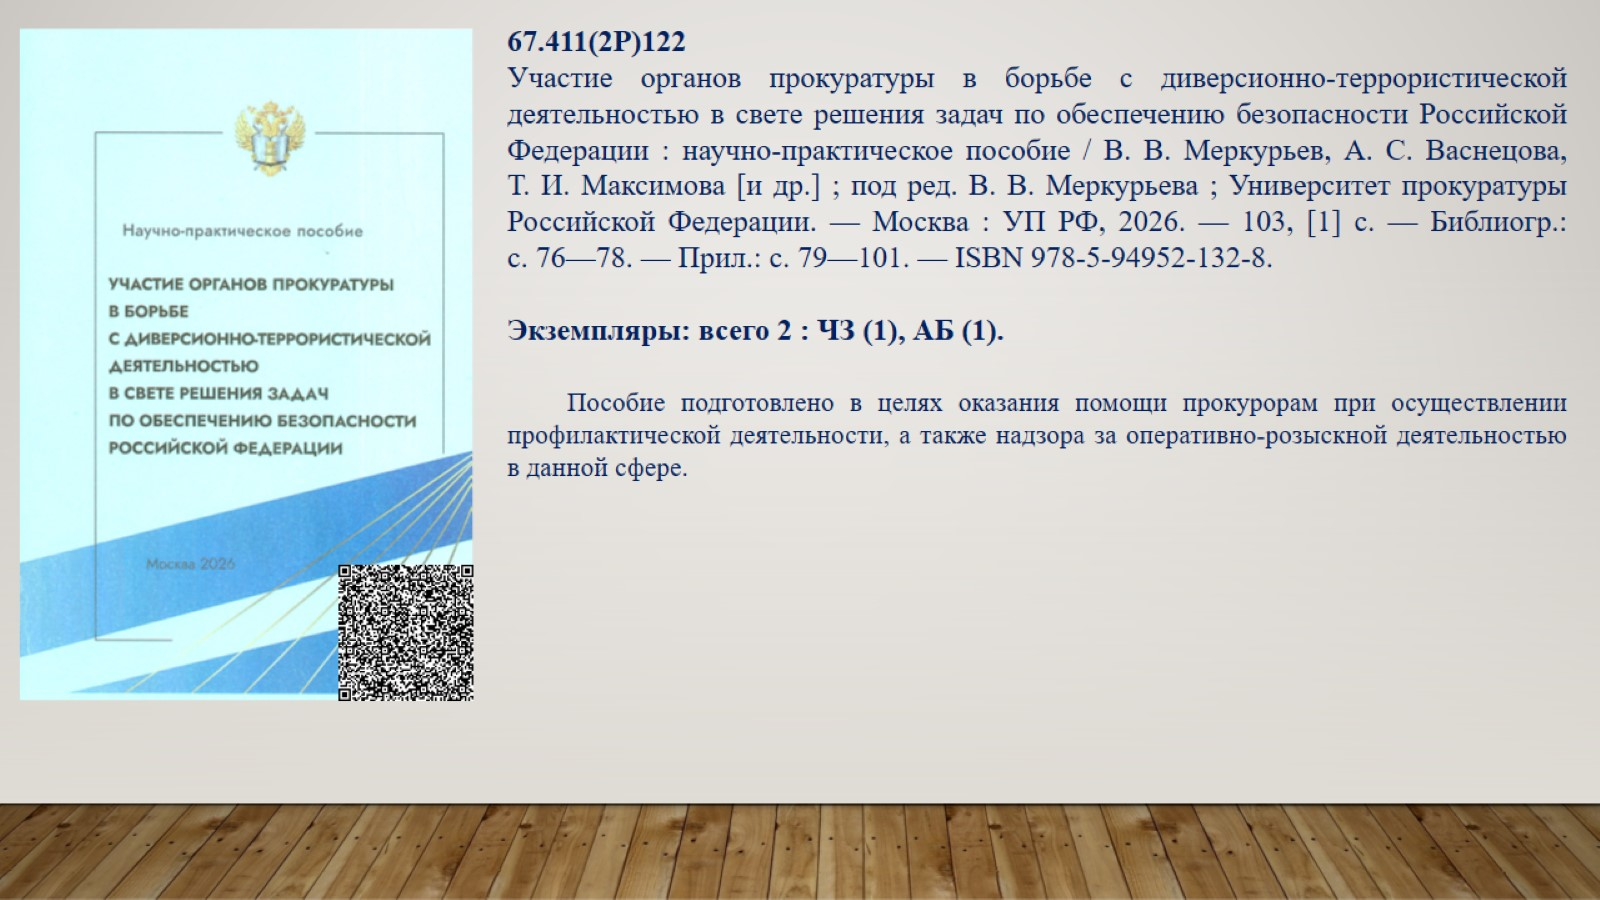 Научно-практическое пособие
УЧАСТИЕ ОРГАНОВ ПРОКУРАТУРЫ
В БОРЬБЕ
С ДИВЕРСИОННО-ТЕРРОРИСТИЧЕСКОЙ
ДЕЯТЕЛЬНОСТЬЮ
В СВЕТЕ РЕШЕНИЯ ЗАДАЧ
ПО ОБЕСПЕЧЕНИЮ БЕЗОПАСНОСТИ
РОССИЙСКОЙ ФЕДЕРАЦИИ
Москва 2026
67.411(2Р)122
Участие органов прокуратуры в борьбе с диверсионно-террористической
деятельностью в свете решения задач по обеспечению безопасности Российской
Федерации : научно-практическое пособие / В. В. Меркурьев, А. С. Васнецова,
Т. И. Максимова [и др.] ; под ред. В. В. Меркурьева ; Университет прокуратуры
Российской Федерации. — Москва : УП РФ, 2026. — 103, [1] с. — Библиогр.:
с. 76—78. — Прил.: с. 79—101. — ISBN 978-5-94952-132-8.
Экземпляры: всего 2 : ЧЗ (1), АБ (1).
Пособие подготовлено в целях оказания помощи прокурорам при осуществлении
профилактической деятельности, а также надзора за оперативно-розыскной деятельностью
в данной сфере.